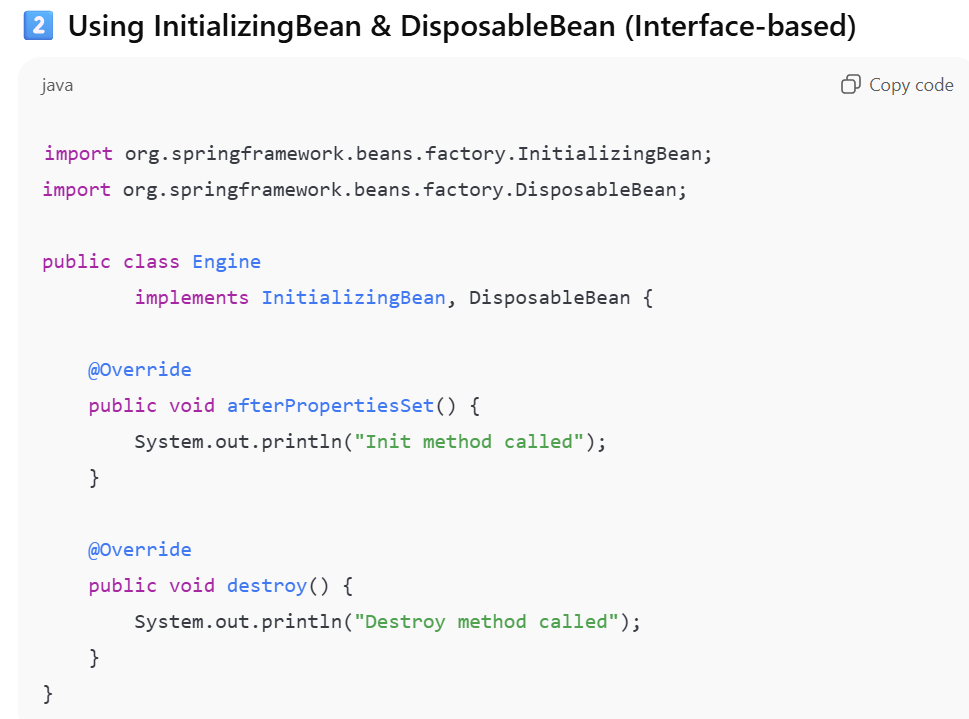 2 Using InitializingBean & DisposableBean (Interface-based)
java
Copy code
import org.springframework.beans.factory.InitializingBean;
import org.springframework.beans.factory.DisposableBean;
public class Engine
implements InitializingBean, DisposableBean {
@Override
public void afterPropertiesSet() {
System.out.println("Init method called");
}
@Override
public void destroy() {
System.out.println("Destroy method called");
}
}